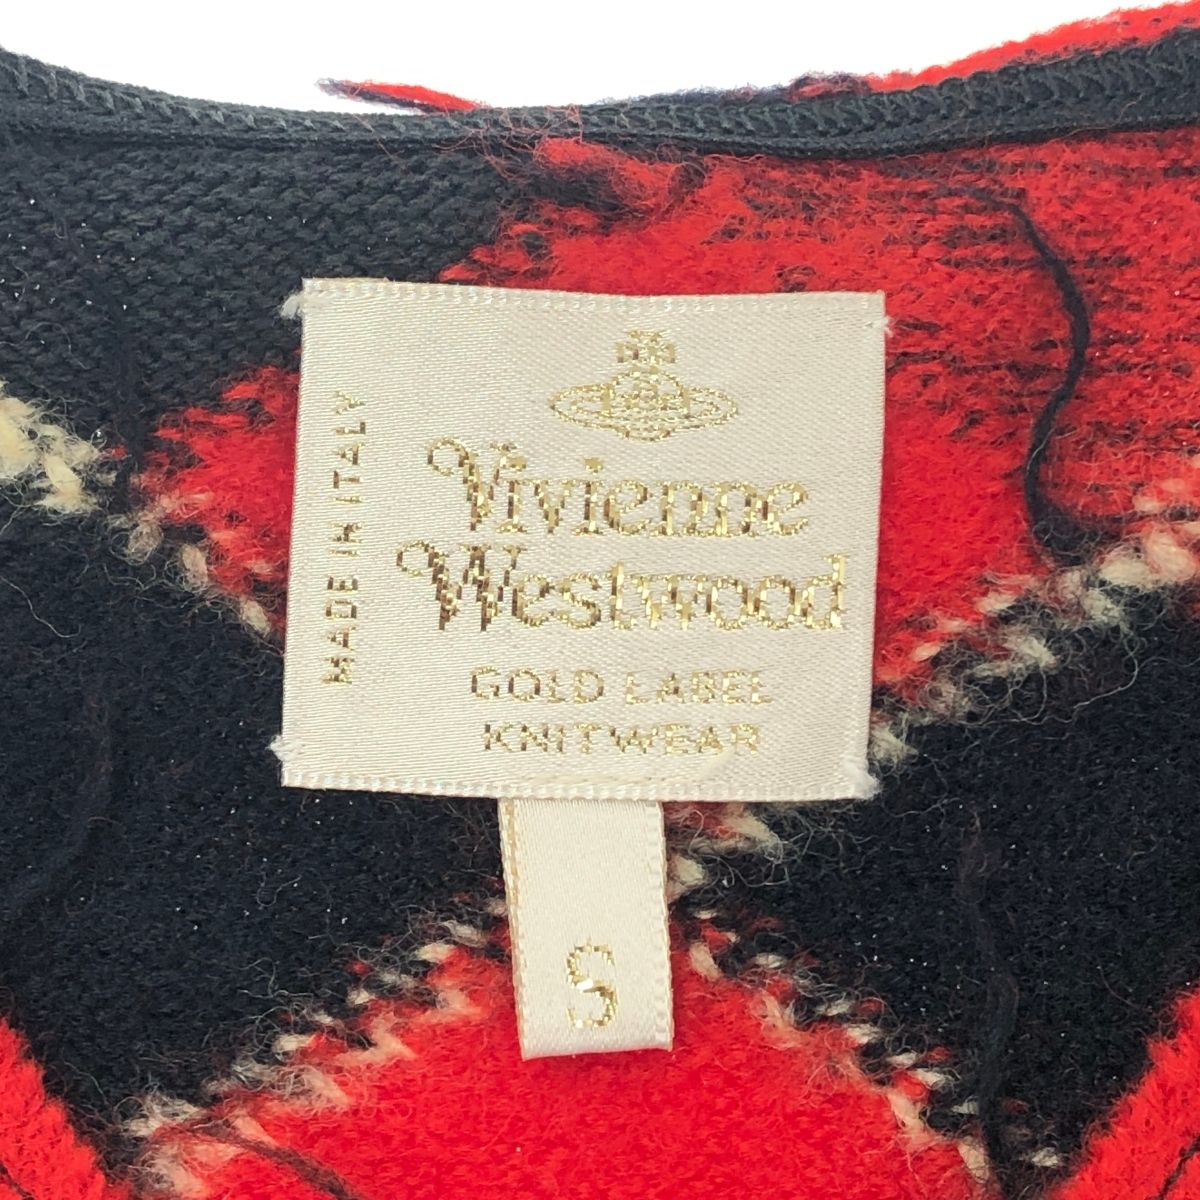 MADE IN ITALY
Vivienne
Westwood
GOLD LABEL
KNITWEAR
S